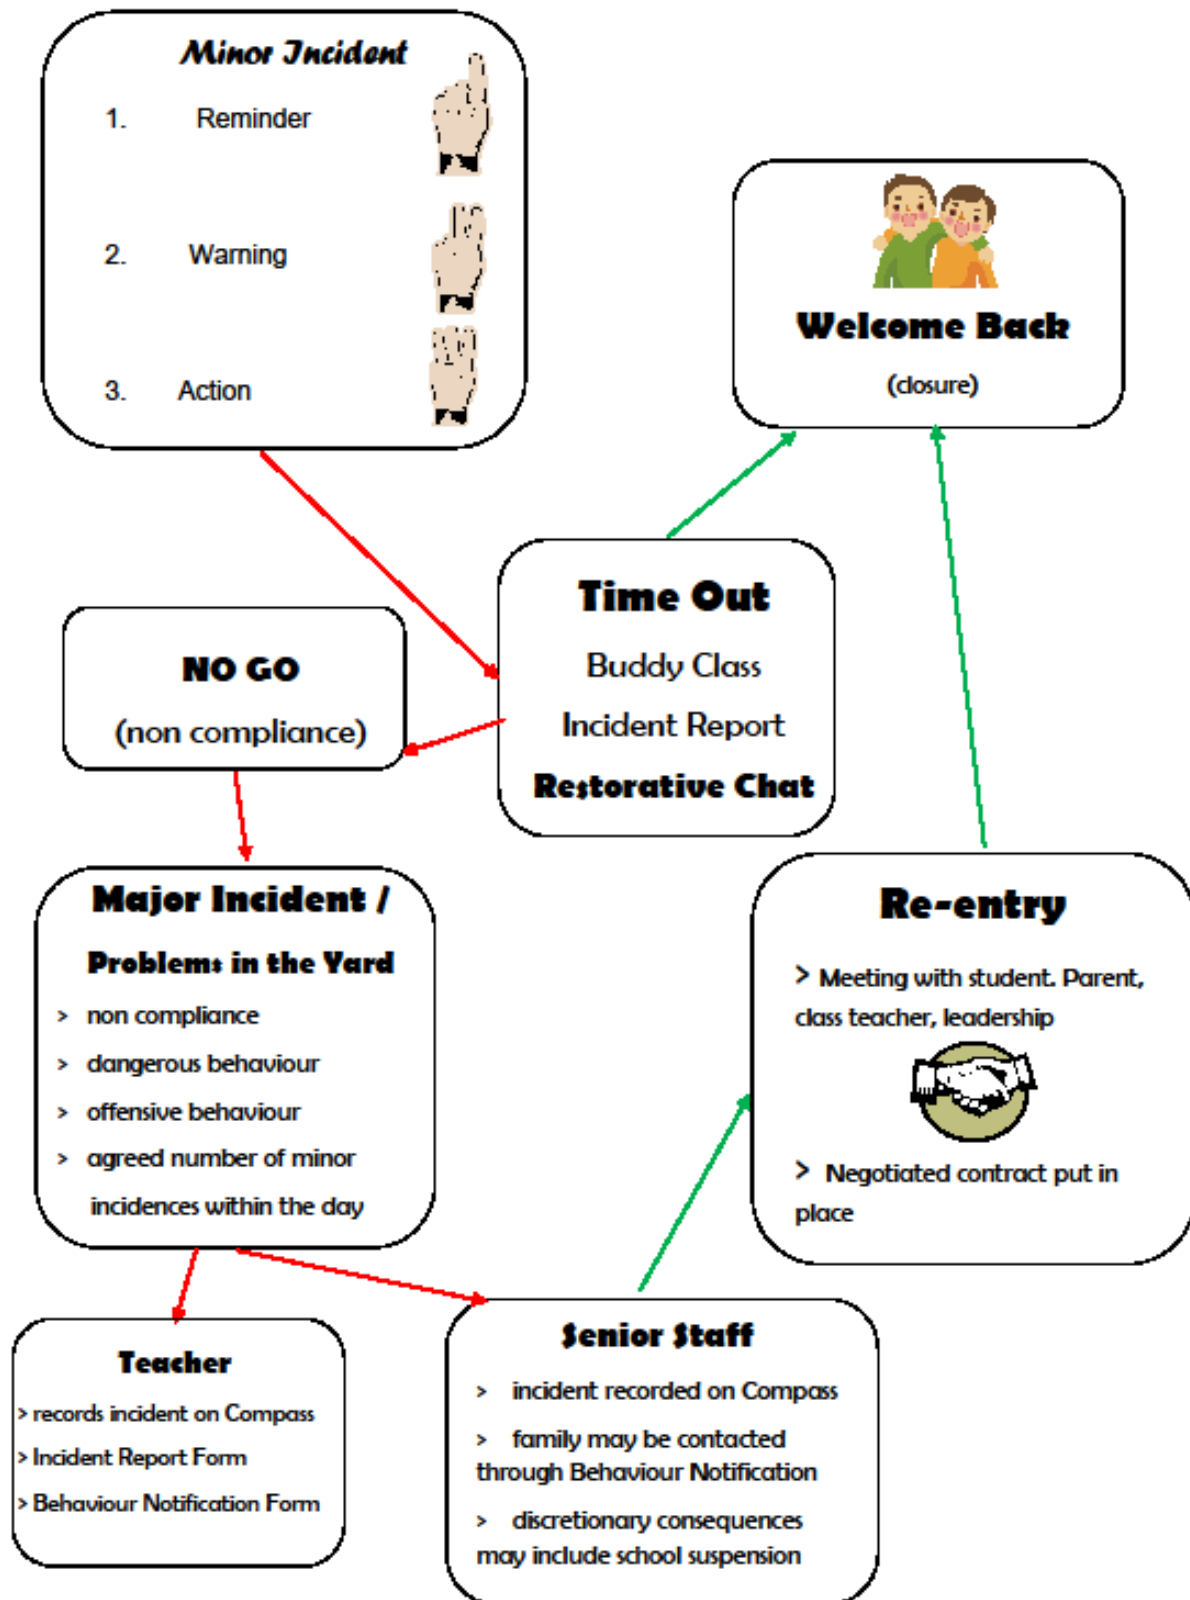 Minor Incident
1. Reminder
2. Warning
3. Action
Welcome Back
(closure)
Time Out
Buddy Class
Incident Report
Restorative Chat
NO GO
(non compliance)
Major Incident /
Problems in the Yard
> non compliance
> dangerous behaviour
> offensive behaviour
> agreed number of minor
incidences within the day
Re-entry
> Meeting with student. Parent,
class teacher, leadership
> Negotiated contract put in
place
Teacher
> records incident on Compass
> Incident Report Form
> Behaviour Notification Form
Senior Staff
> incident recorded on Compass
> family may be contacted
through Behaviour Notification
> discretionary consequences
may include school suspension